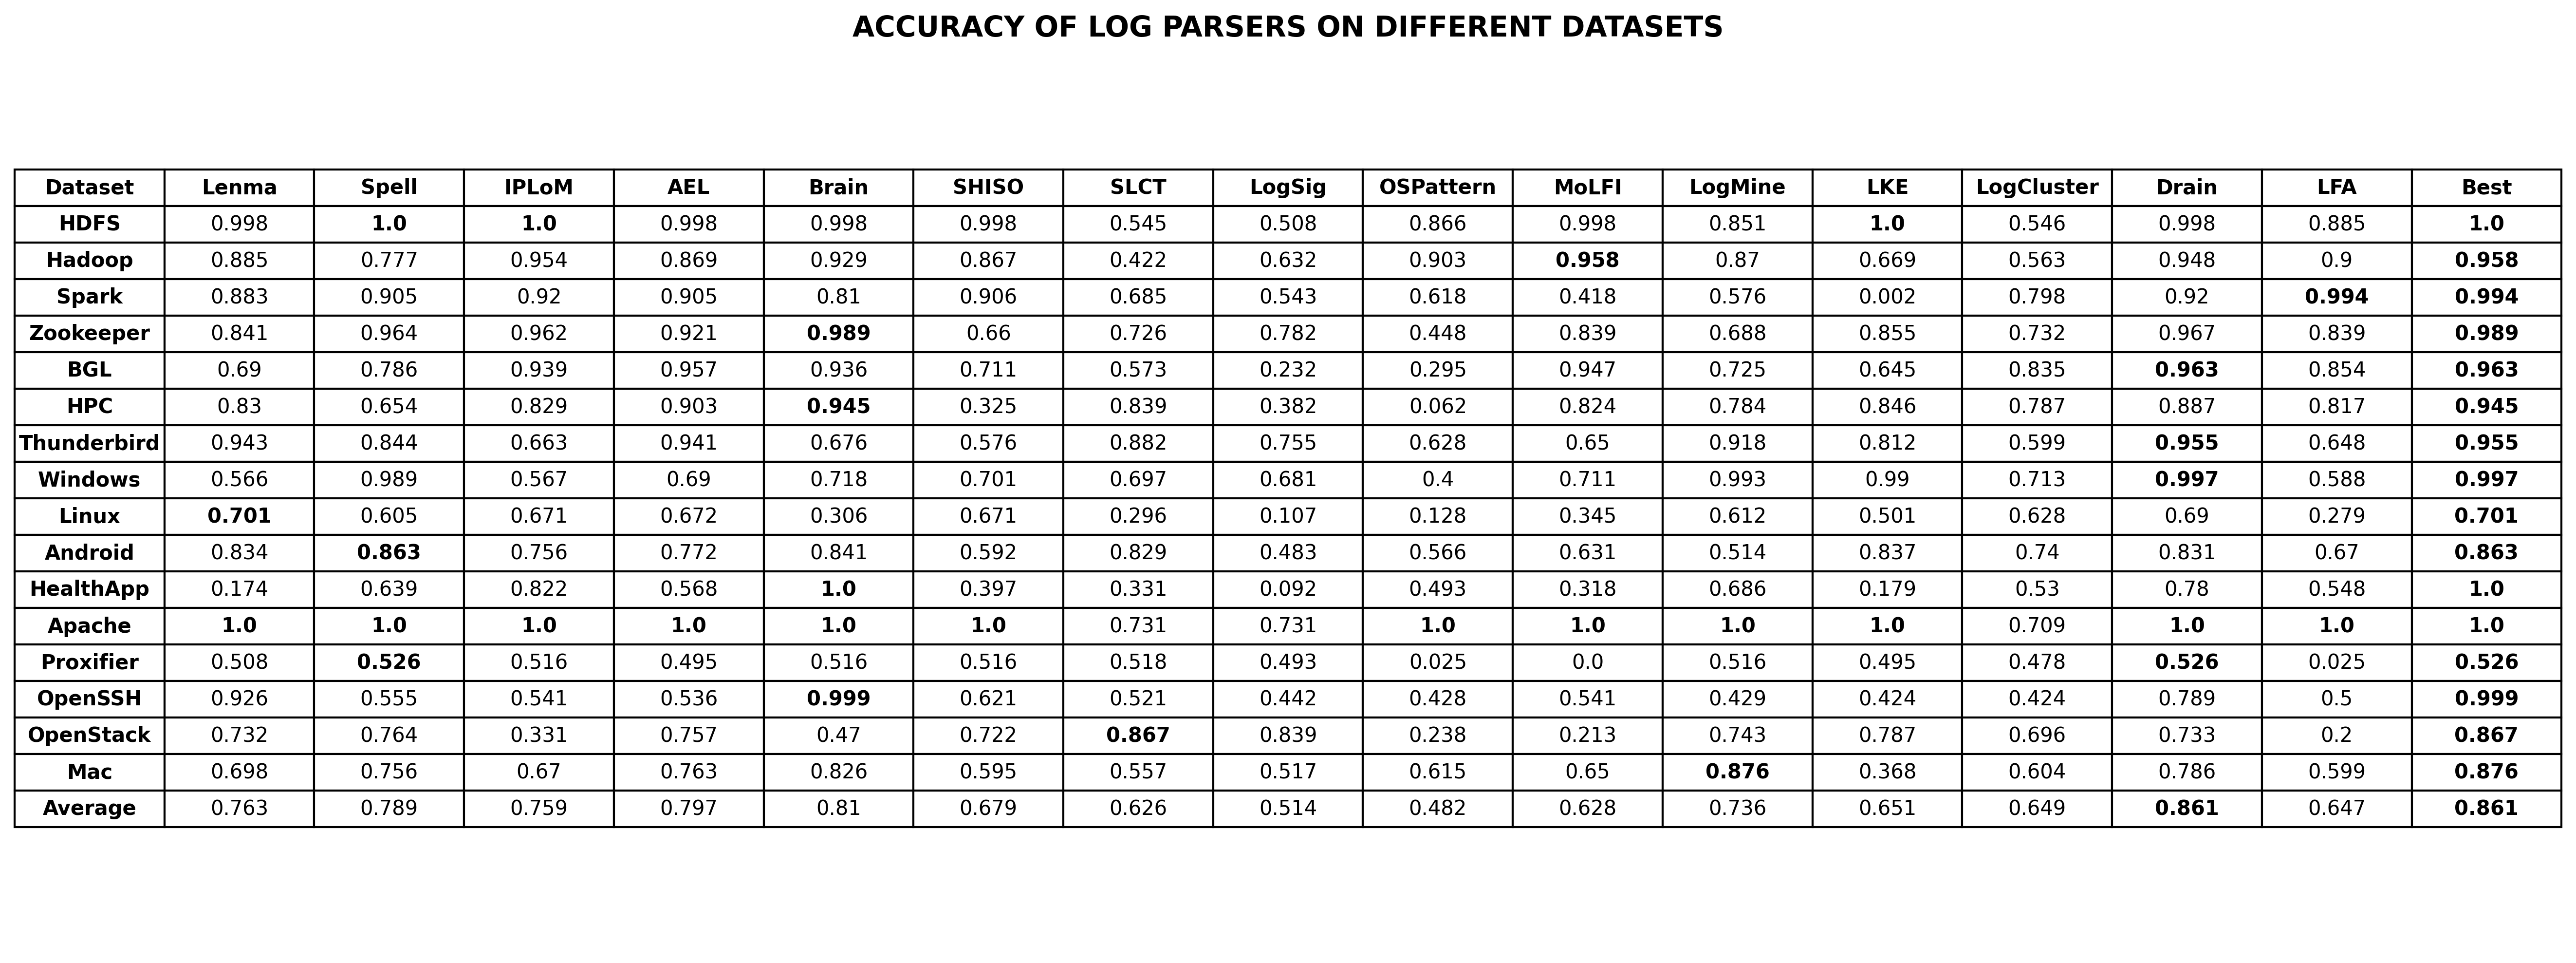 ACCURACY OF LOG PARSERS ON DIFFERENT DATASETS
Dataset Lenma Spell IPLoM AEL Brain SHISO SLCT LogSig OSPattern MoLFI LogMine LKE LogCluster Drain LFA Best
HDFS 0.998 1.0 1.0 0.998 0.998 0.998 0.545 0.508 0.866 0.998 0.851 1.0 0.546 0.998 0.885 1.0
Hadoop 0.885 0.777 0.954 0.869 0.929 0.867 0.422 0.632 0.903 0.958 0.87 0.669 0.563 0.948 0.9 0.958
Spark 0.883 0.905 0.92 0.905 0.81 0.906 0.685 0.543 0.618 0.418 0.576 0.002 0.798 0.92 0.994 0.994
Zookeeper 0.841 0.964 0.962 0.921 0.989 0.66 0.726 0.782 0.448 0.839 0.688 0.855 0.732 0.967 0.839 0.989
BGL 0.69 0.786 0.939 0.957 0.936 0.711 0.573 0.232 0.295 0.947 0.725 0.645 0.835 0.963 0.854 0.963
HPC 0.83 0.654 0.829 0.903 0.945 0.325 0.839 0.382 0.062 0.824 0.784 0.846 0.787 0.887 0.817 0.945
Thunderbird 0.943 0.844 0.663 0.941 0.676 0.576 0.882 0.755 0.628 0.65 0.918 0.812 0.599 0.955 0.648 0.955
Windows 0.566 0.989 0.567 0.69 0.718 0.701 0.697 0.681 0.4 0.711 0.993 0.99 0.713 0.997 0.588 0.997
Linux 0.701 0.605 0.671 0.672 0.306 0.671 0.296 0.107 0.128 0.345 0.612 0.501 0.628 0.69 0.279 0.701
Android 0.834 0.863 0.756 0.772 0.841 0.592 0.829 0.483 0.566 0.631 0.514 0.837 0.74 0.831 0.67 0.863
HealthApp 0.174 0.639 0.822 0.568 1.0 0.397 0.331 0.092 0.493 0.318 0.686 0.179 0.53 0.78 0.548 1.0
Apache 1.0 1.0 1.0 1.0 1.0 1.0 0.731 0.731 1.0 1.0 1.0 1.0 0.709 1.0 1.0 1.0
Proxifier 0.508 0.526 0.516 0.495 0.516 0.516 0.518 0.493 0.025 0.0 0.516 0.495 0.478 0.526 0.025 0.526
OpenSSH 0.926 0.555 0.541 0.536 0.999 0.621 0.521 0.442 0.428 0.541 0.429 0.424 0.424 0.789 0.5 0.999
OpenStack 0.732 0.764 0.331 0.757 0.47 0.722 0.867 0.839 0.238 0.213 0.743 0.787 0.696 0.733 0.2 0.867
Mac 0.698 0.756 0.67 0.763 0.826 0.595 0.557 0.517 0.615 0.65 0.876 0.368 0.604 0.786 0.599 0.876
Average 0.763 0.789 0.759 0.797 0.81 0.679 0.626 0.514 0.482 0.628 0.736 0.651 0.649 0.861 0.647 0.861